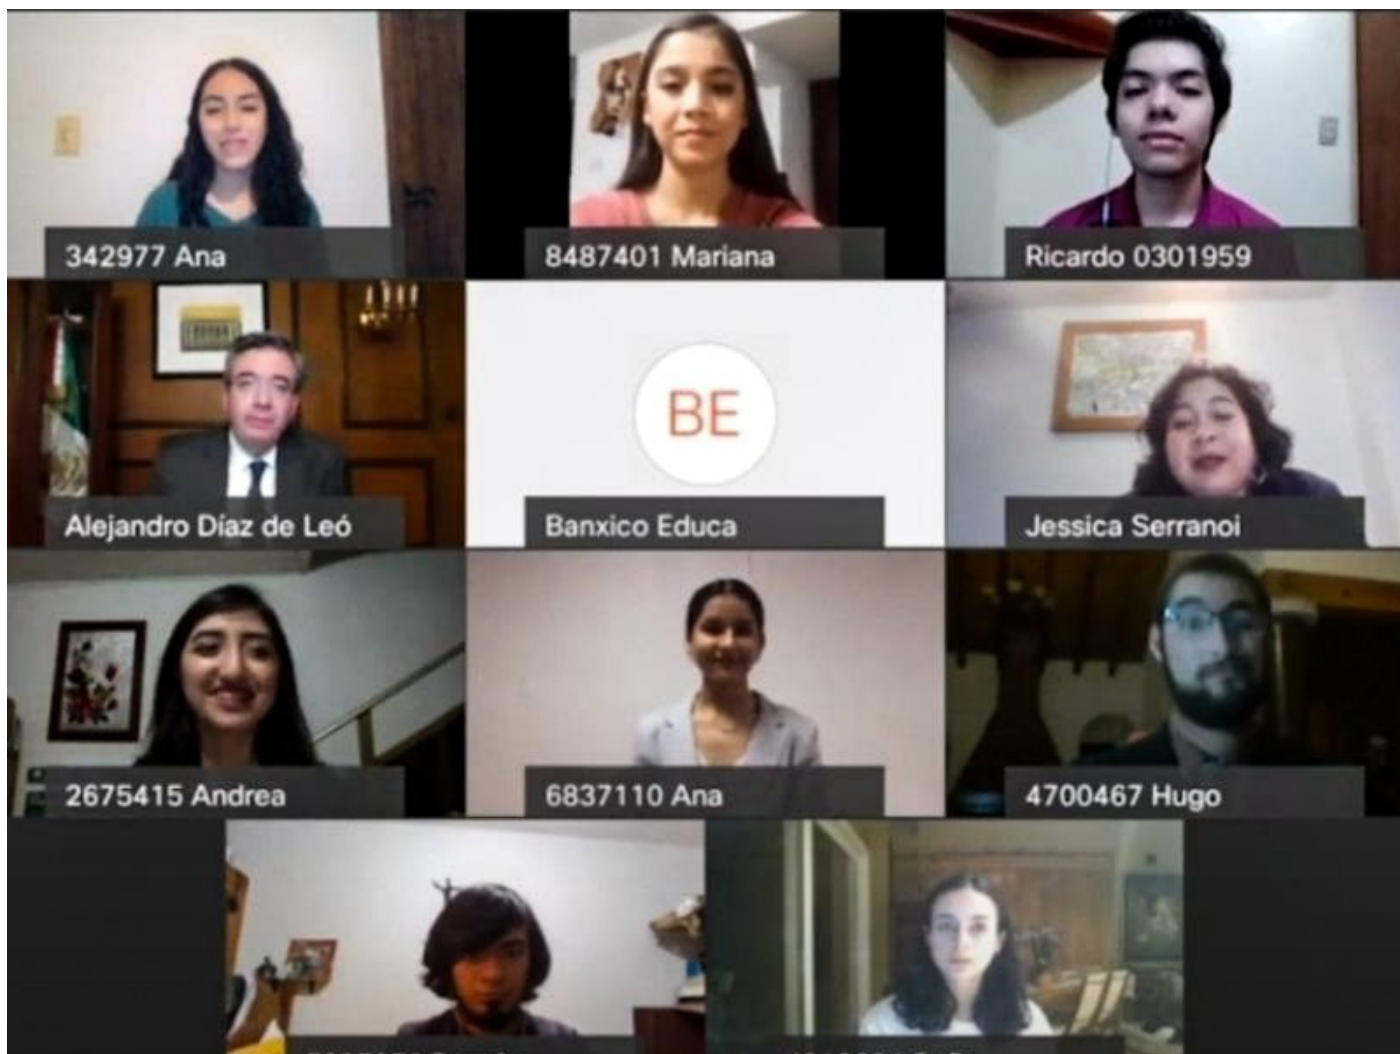 342977 Ana
8487401 Mariana
Ricardo 0301959
Alejandro Díaz de Leó
BE
Banxico Educa
Jessica Serranoi
2675415 Andrea
6837110 Ana
4700467 Hugo